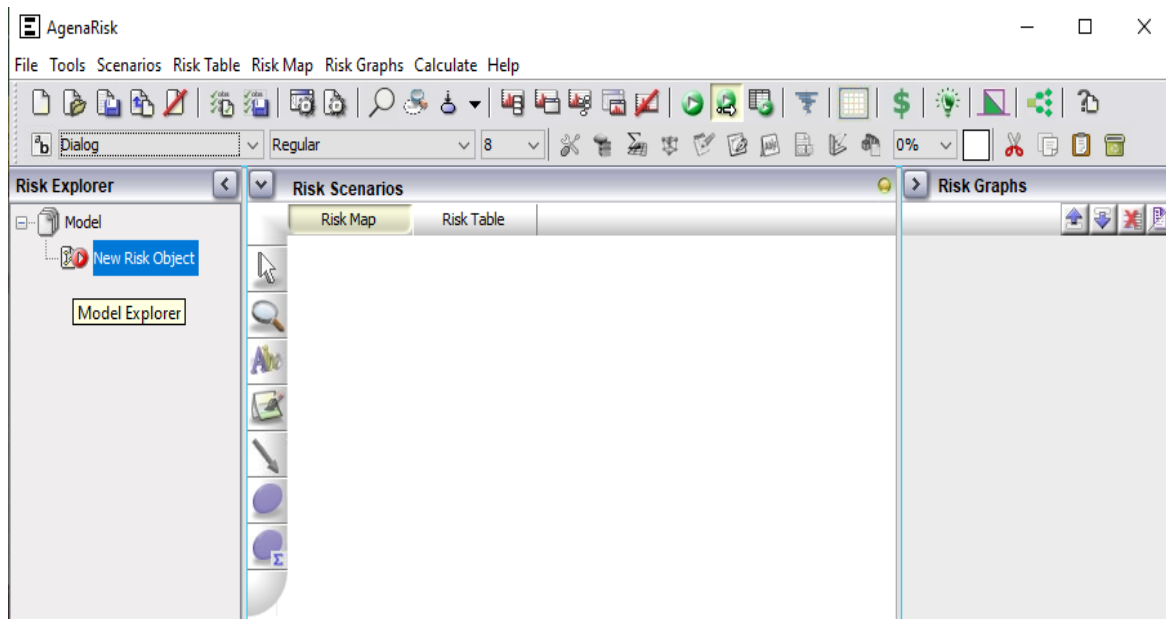 AgenaRisk
File Tools Scenarios Risk Table Risk Map Risk Graphs Calculate Help
Dialog Regular 8 0%
Risk Explorer Risk Scenarios Risk Graphs
Model Risk Map Risk Table
New Risk Object
Model Explorer
Abc
Σ